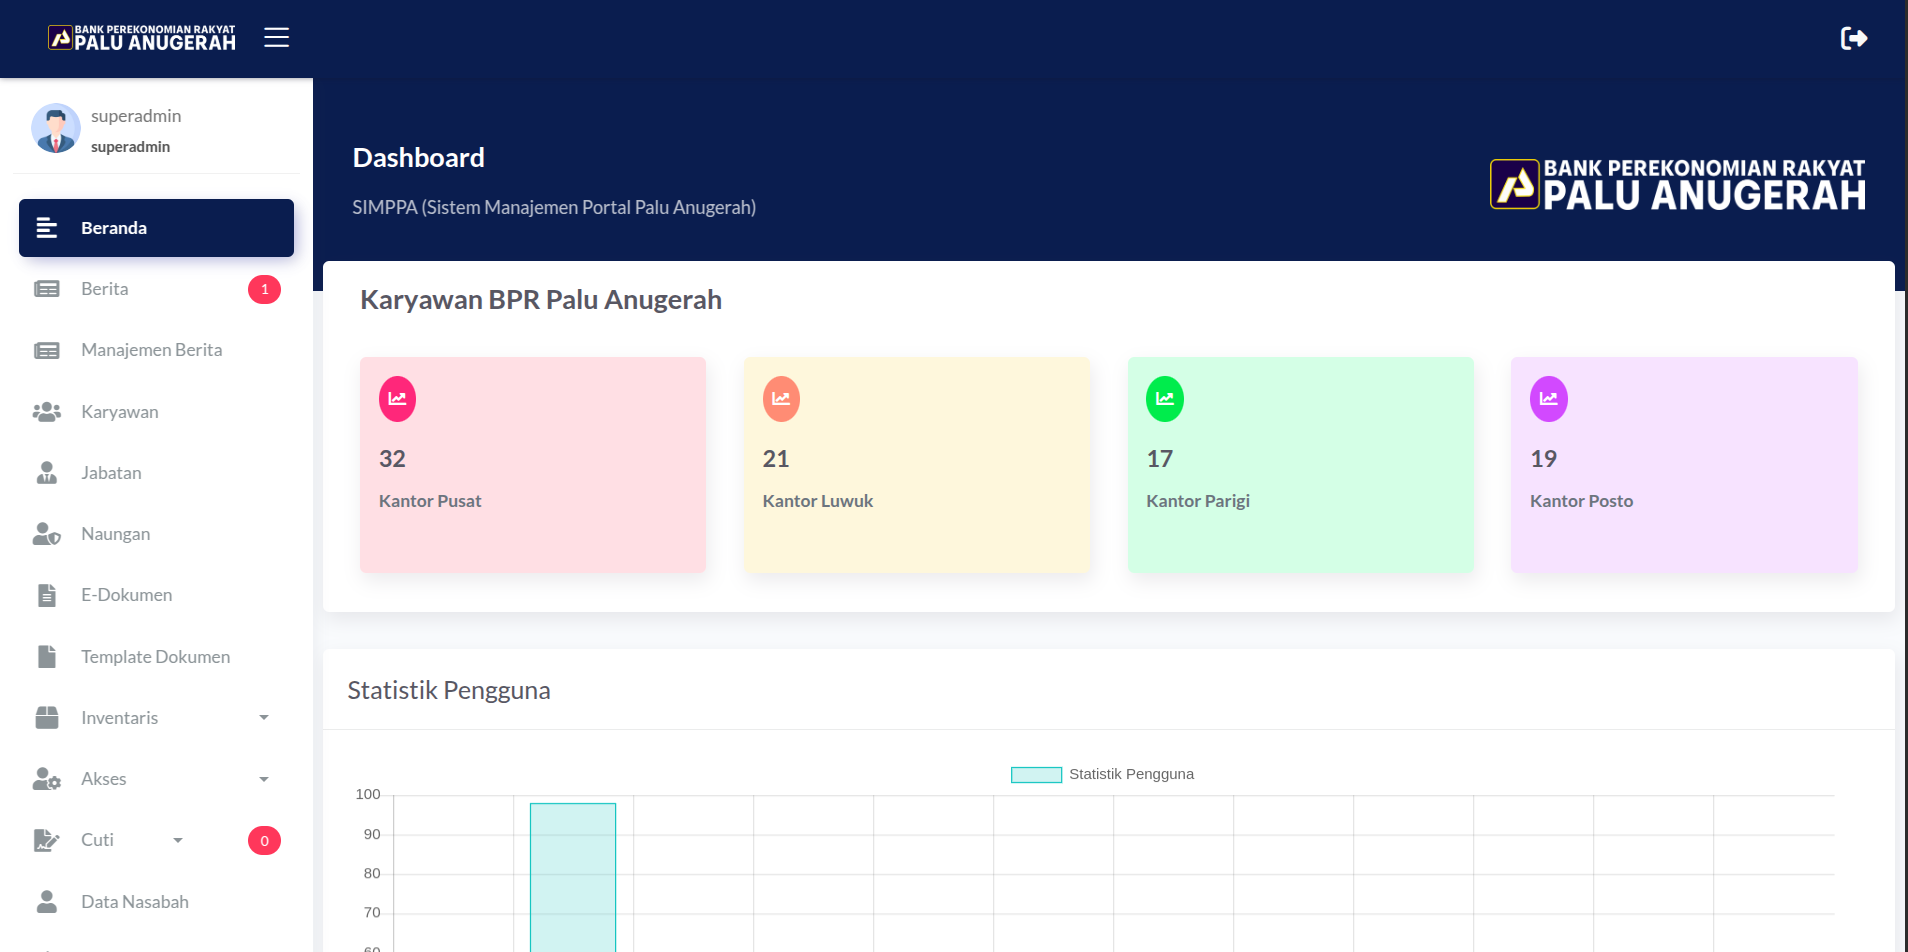 BANK PEREKONOMIAN RAKYAT
PALU ANUGERAH
superadmin
superadmin
Beranda
Berita 1
Manajemen Berita
Karyawan
Jabatan
Naungan
E-Dokumen
Template Dokumen
Inventaris
Akses
Cuti 0
Data Nasabah
Dashboard
SIMPPA (Sistem Manajemen Portal Palu Anugerah)
BANK PEREKONOMIAN RAKYAT
PALU ANUGERAH
Karyawan BPR Palu Anugerah
32
Kantor Pusat
21
Kantor Luwuk
17
Kantor Parigi
19
Kantor Posto
Statistik Pengguna
Statistik Pengguna
100
90
80
70
60